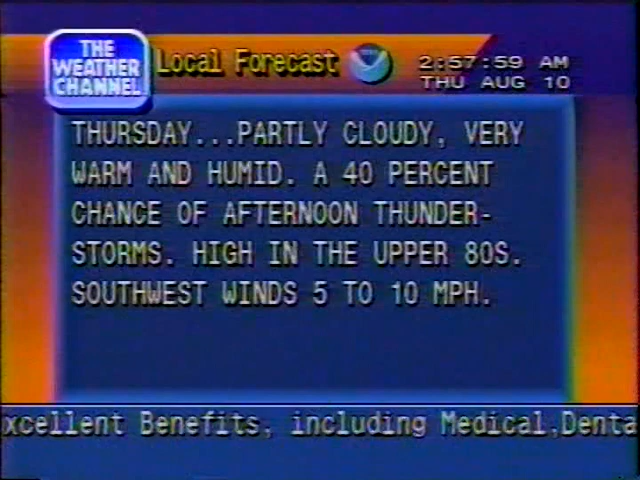 THE
WEATHER
CHANNEL
Local Forecast
2:57:59 AM
THU AUG 10
THURSDAY...PARTLY CLOUDY, VERY
WARM AND HUMID. A 40 PERCENT
CHANCE OF AFTERNOON THUNDER-
STORMS. HIGH IN THE UPPER 80S.
SOUTHWEST WINDS 5 TO 10 MPH.
xcellent Benefits, including Medical,Denta